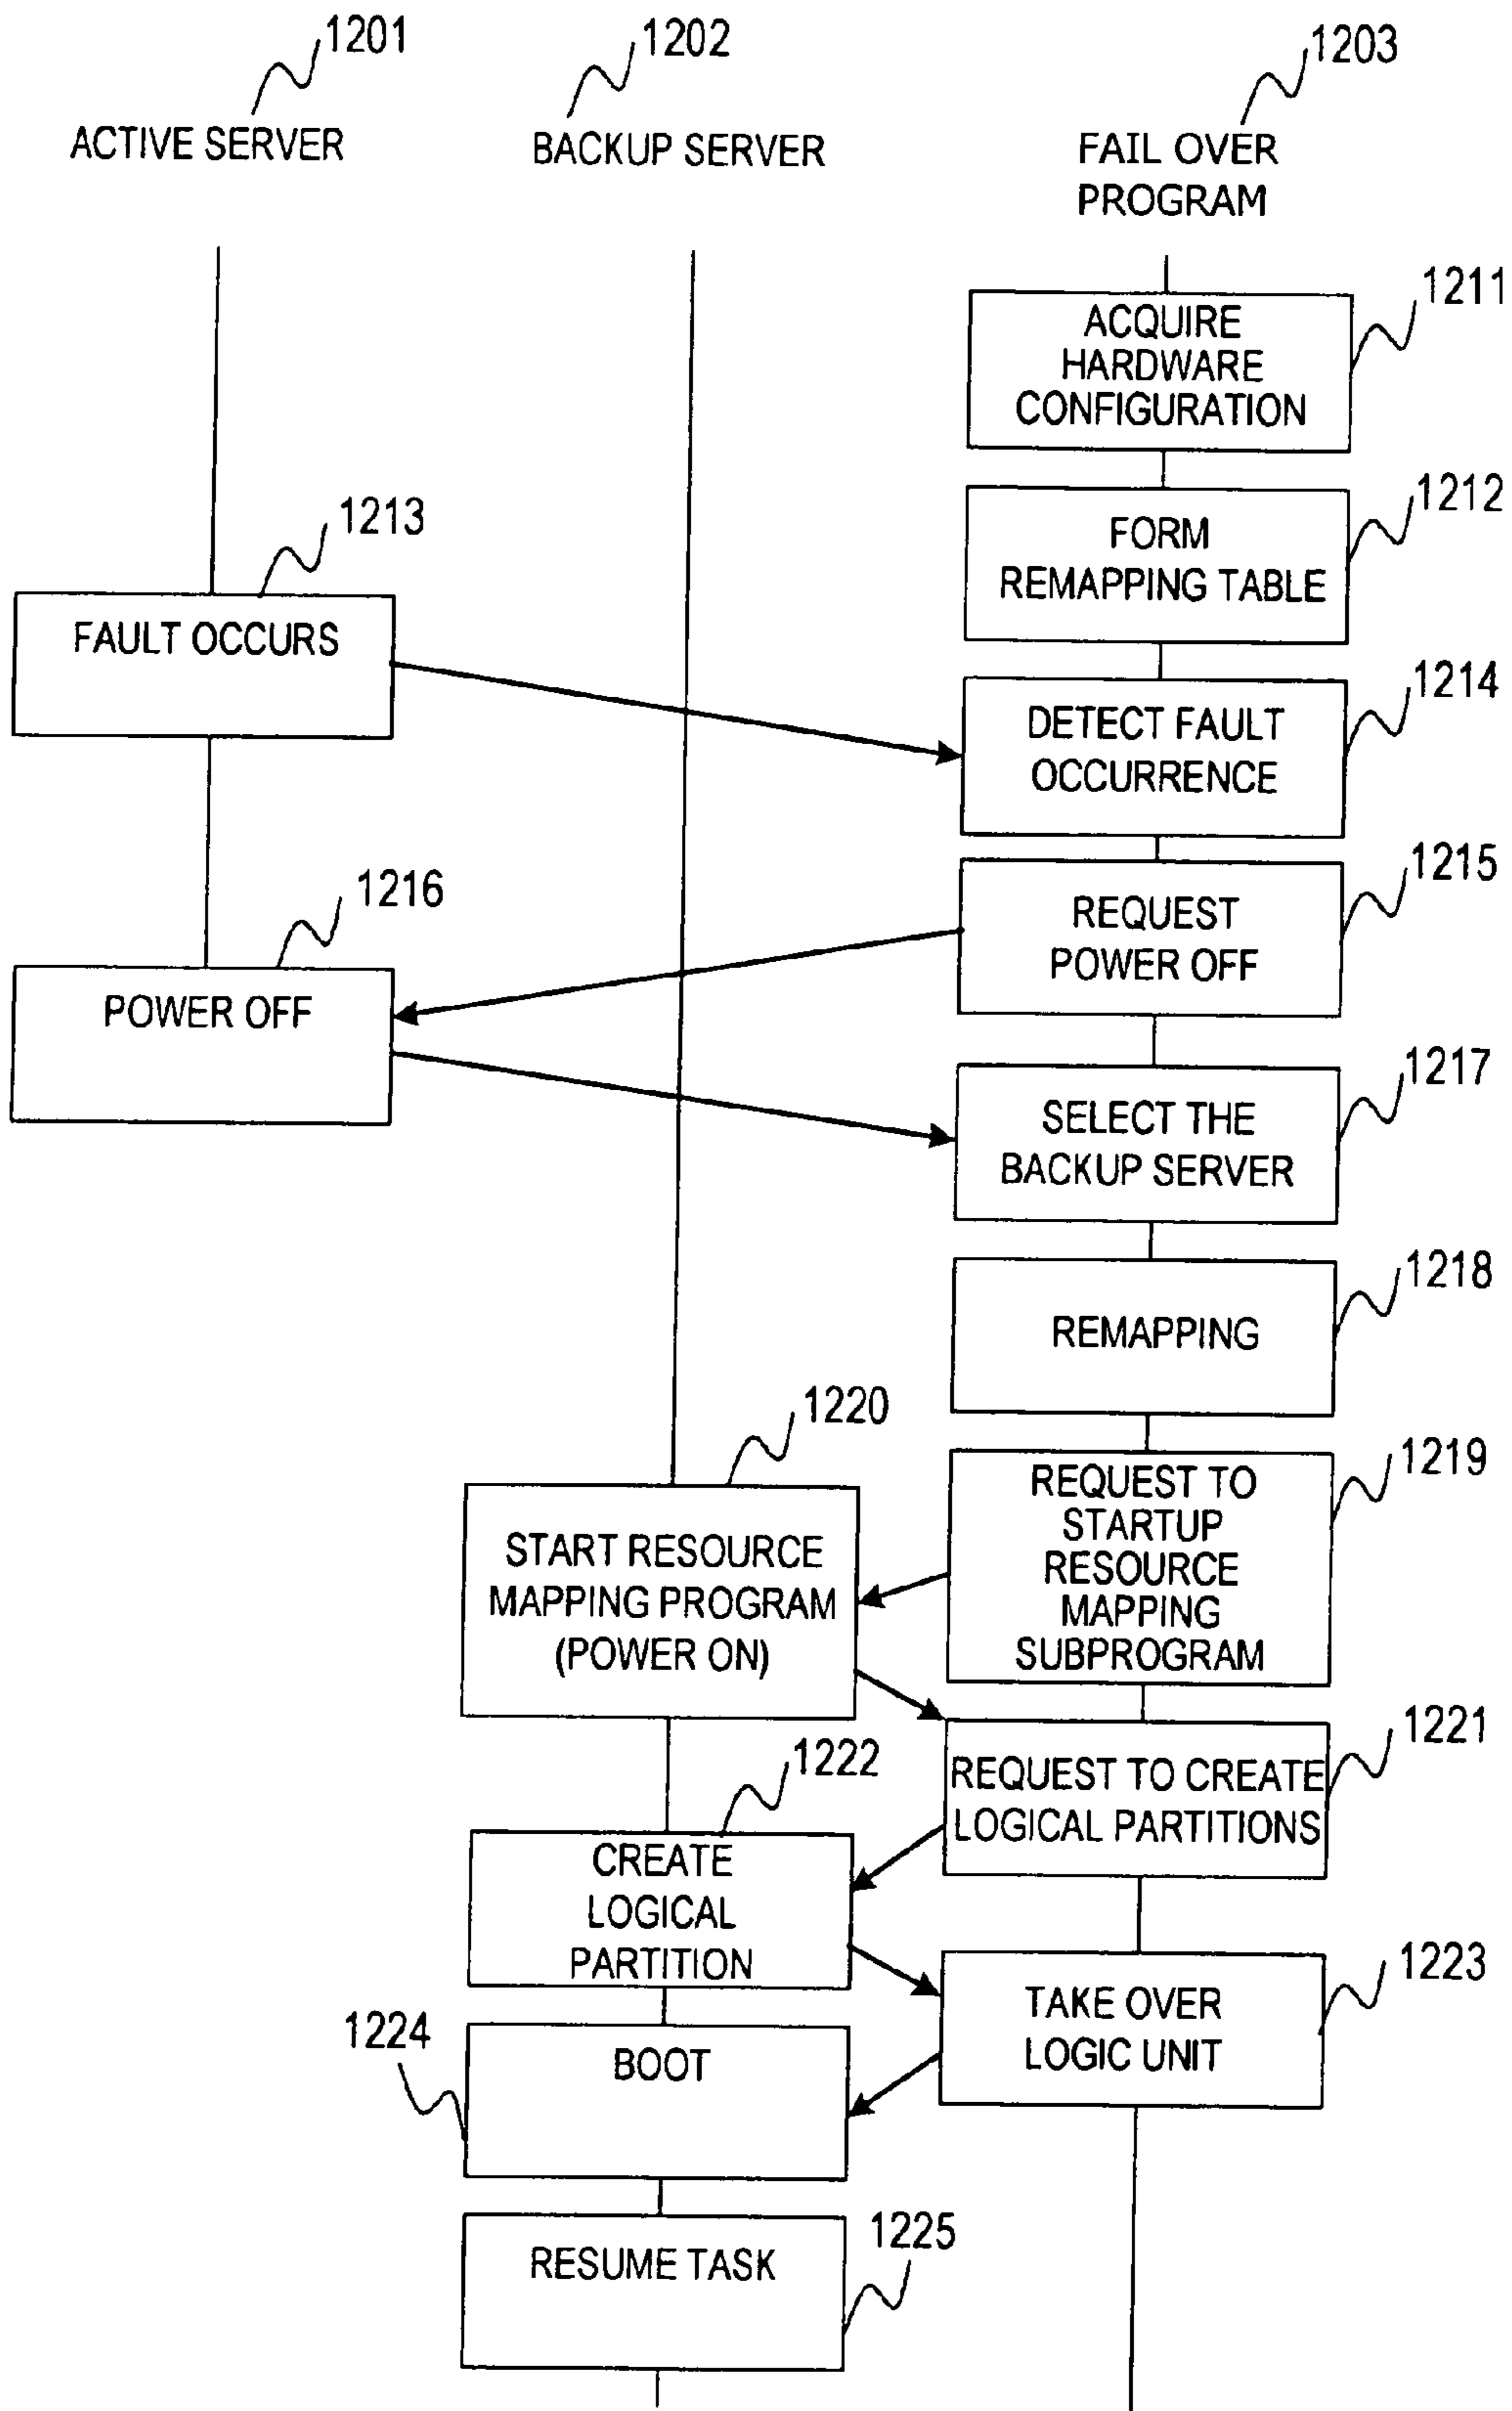 1201
1202
1203
ACTIVE SERVER
BACKUP SERVER
FAIL OVER
PROGRAM
1211
ACQUIRE
HARDWARE
CONFIGURATION
1212
FORM
REMAPPING TABLE
1213
FAULT OCCURS
1214
DETECT FAULT
OCCURRENCE
1215
REQUEST
POWER OFF
1216
POWER OFF
1217
SELECT THE
BACKUP SERVER
1218
REMAPPING
1219
REQUEST TO
STARTUP
RESOURCE
MAPPING
SUBPROGRAM
1220
START RESOURCE
MAPPING PROGRAM
(POWER ON)
1221
REQUEST TO CREATE
LOGICAL PARTITIONS
1222
CREATE
LOGICAL
PARTITION
1223
TAKE OVER
LOGIC UNIT
1224
BOOT
1225
RESUME TASK